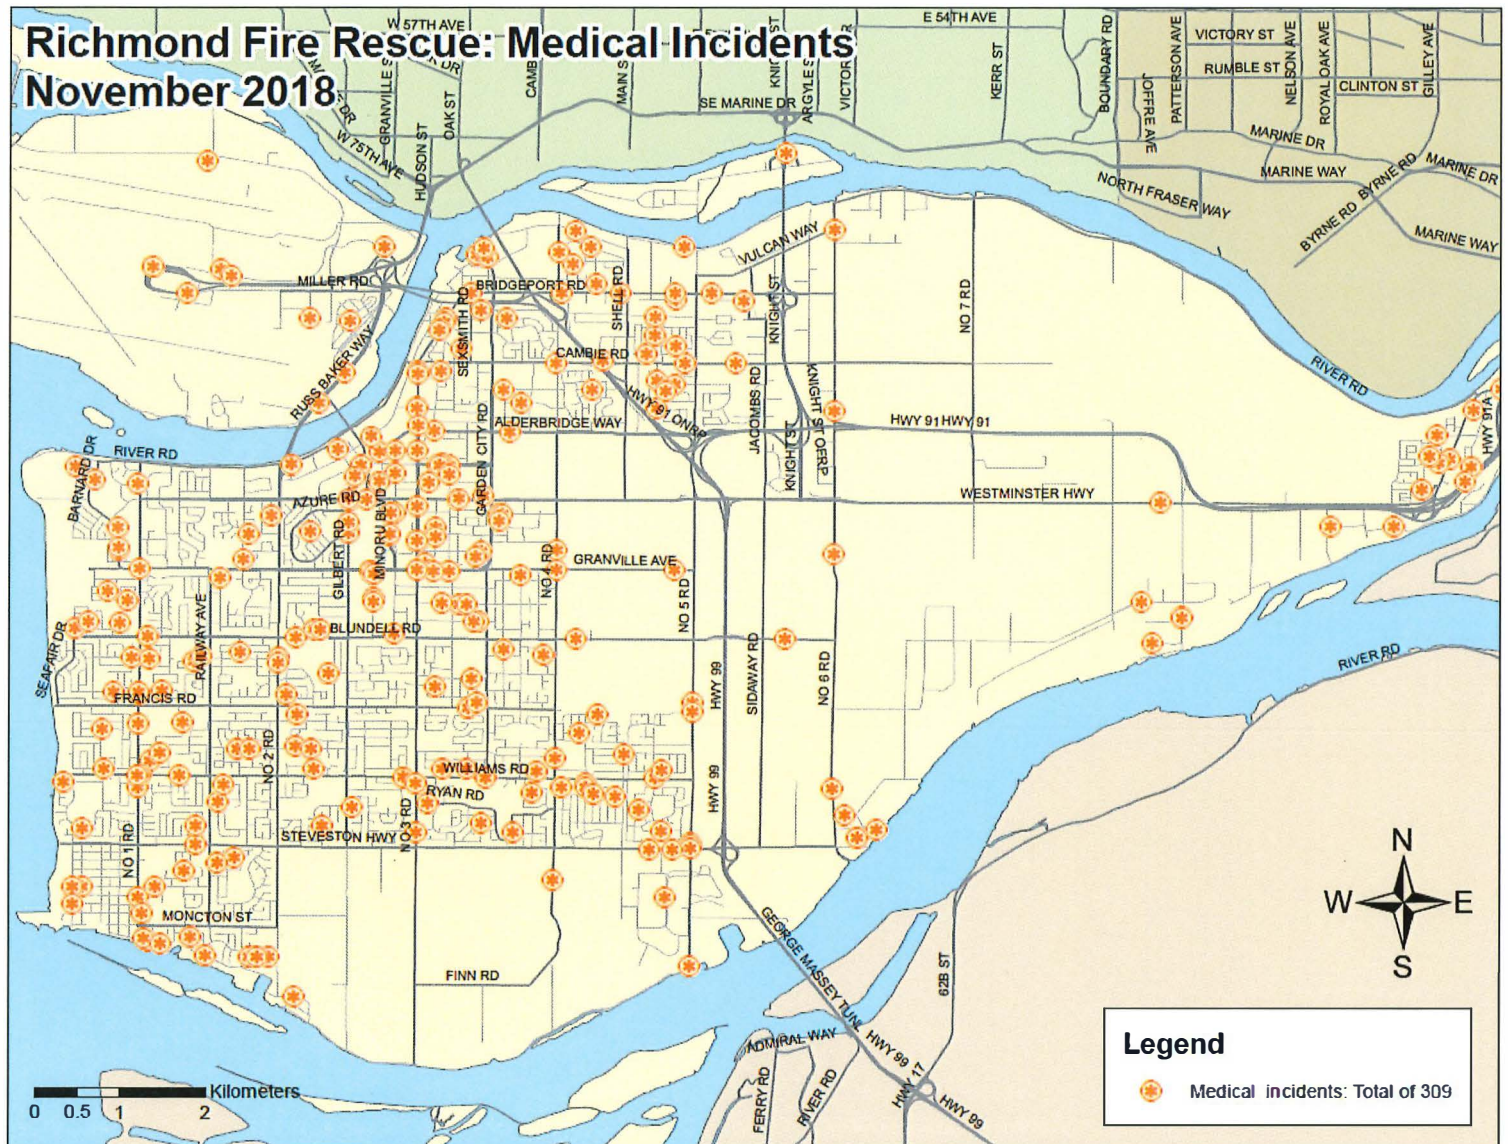 Richmond Fire Rescue: Medical Incidents
November 2018
W 57TH AVE
E 54TH AVE
VICTORY ST
RUMBLE ST
CLINTON ST
BOUNDARY RD
JOFFRE AVE
PATTERSON AVE
NELSON AVE
ROYAL OAK AVE
GILLEY AVE
KERR ST
OAK ST
HUDSON ST
W 75TH AVE
SE MARINE DR
MARINE DR
MARINE WAY
MARINE DR
BYRNE RD
BYRNE RD
MARINE WAY
NORTH FRASER WAY
VULCAN WAY
MILLER RD
BRIDGEPORT RD
SHELL RD
KNIGHT ST
NO 7 RD
SEXSMITH RD
CAMBIE RD
RUSS BAKER WAY
HWY 91 ONRP
JACOBMS RD
KNIGHT ST OFRP
KNIGHT ST
RIVER RD
HWY 91A
HWY 91 HWY 91
ALDERBRIDGE WAY
GARDEN CITY RD
RIVER RD
BARNARD DR
AZURE RD
MINORU BLVD
GILBERT RD
WESTMINSTER HWY
GRANVILLE AVE
NO 4 RD
NO 5 RD
BLUNDELL RD
RAILWAY AVE
SEAFAIR DR
FRANCIS RD
HWY 99
SIDAWAY RD
NO 6 RD
RIVER RD
NO 2 RD
WILLIAMS RD
RYAN RD
HWY 99
NO 1 RD
STEVESTON HWY
NO 3 RD
MONCTON ST
FINN RD
GEORGE MASSEY TUNL
62B ST
ADMIRAL WAY
HWY 99
FERRY RD
RIVER RD
HWY 17
HWY 99
N
W
E
S
Legend
Medical incidents: Total of 309
Kilometers
0 0.5 1 2